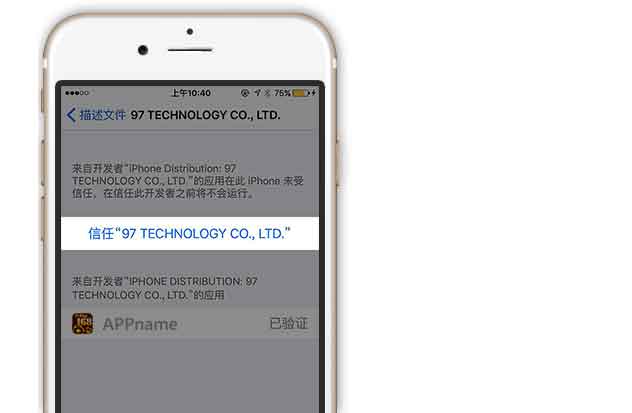 上午10:40
75%
描述文件 97 TECHNOLOGY CO., LTD.
来自开发者“iPhone Distribution: 97
TECHNOLOGY CO., LTD.”的应用在此 iPhone 未受
信任，在信任此开发者之前将不会运行。
信任“97 TECHNOLOGY CO., LTD.”
来自开发者“IPHONE DISTRIBUTION: 97
TECHNOLOGY CO., LTD.”的应用
168
APPname 已验证